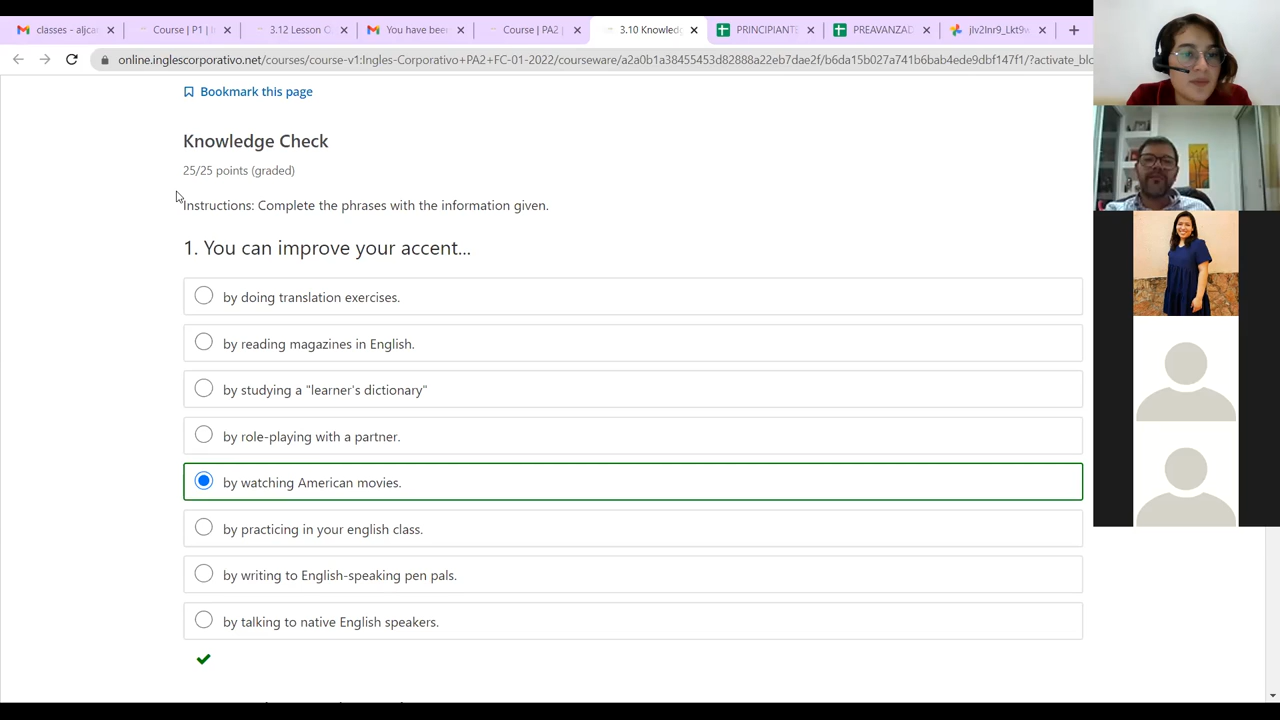 classes - aljca
Course | P1 | I
3.12 Lesson O
You have bee
Course | PA2
3.10 Knowled
PRINCIPIANTE
PREAVANZAD
jlv2lnr9_Lkt9w
online.inglescorporativo.net/courses/course-v1:Ingles-Corporativo+PA2+EC-01-2022/courseware/a2a0b1a38455453d82888a22eb7dae2f/b6da15b027a741b6bab4ede9dbf147f1/?activate_blo
Bookmark this page
Knowledge Check
25/25 points (graded)
Instructions: Complete the phrases with the information given.
1. You can improve your accent...
by doing translation exercises.
by reading magazines in English.
by studying a "learner's dictionary"
by role-playing with a partner.
by watching American movies.
by practicing in your english class.
by writing to English-speaking pen pals.
by talking to native English speakers.